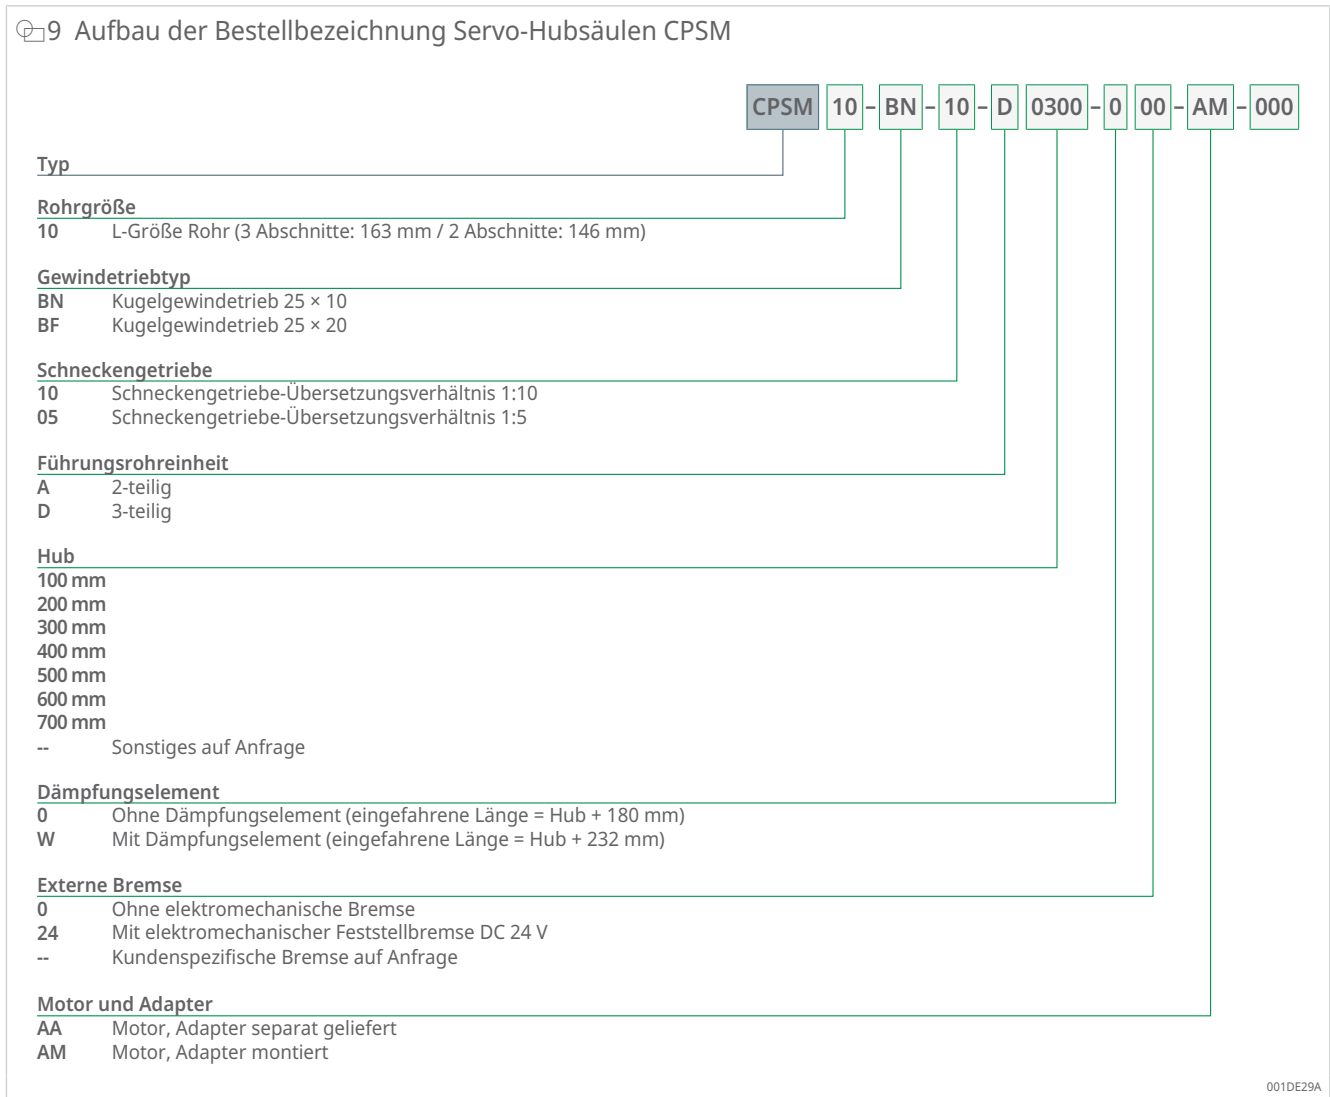 9 Aufbau der Bestellbezeichnung Servo-Hubsäulen CPSM
CPSM 10 – BN – 10 – D 0300 – 0 00 – AM – 000
Typ
Rohrgröße
10 L-Größe Rohr (3 Abschnitte: 163 mm / 2 Abschnitte: 146 mm)
Gewindetriebtyp
BN Kugelgewindetrieb 25 × 10
BF Kugelgewindetrieb 25 × 20
Schneckengetriebe
10 Schneckengetriebe-Übersetzungsverhältnis 1:10
05 Schneckengetriebe-Übersetzungsverhältnis 1:5
Führungsrohreinheit
A 2-teilig
D 3-teilig
Hub
100 mm
200 mm
300 mm
400 mm
500 mm
600 mm
700 mm
-- Sonstiges auf Anfrage
Dämpfungselement
0 Ohne Dämpfungselement (eingefahrene Länge = Hub + 180 mm)
W Mit Dämpfungselement (eingefahrene Länge = Hub + 232 mm)
Externe Bremse
0 Ohne elektromechanische Bremse
24 Mit elektromechanischer Feststellbremse DC 24 V
-- Kundenspezifische Bremse auf Anfrage
Motor und Adapter
AA Motor, Adapter separat geliefert
AM Motor, Adapter montiert
001DE29A